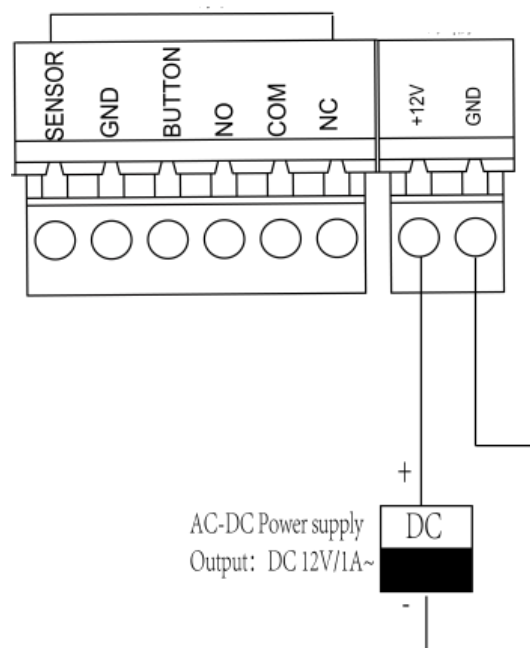 SENSOR
GND
BUTTON
NO
COM
NC
+12V
GND
+
AC-DC Power supply
DC
Output: DC 12V/1A~
-